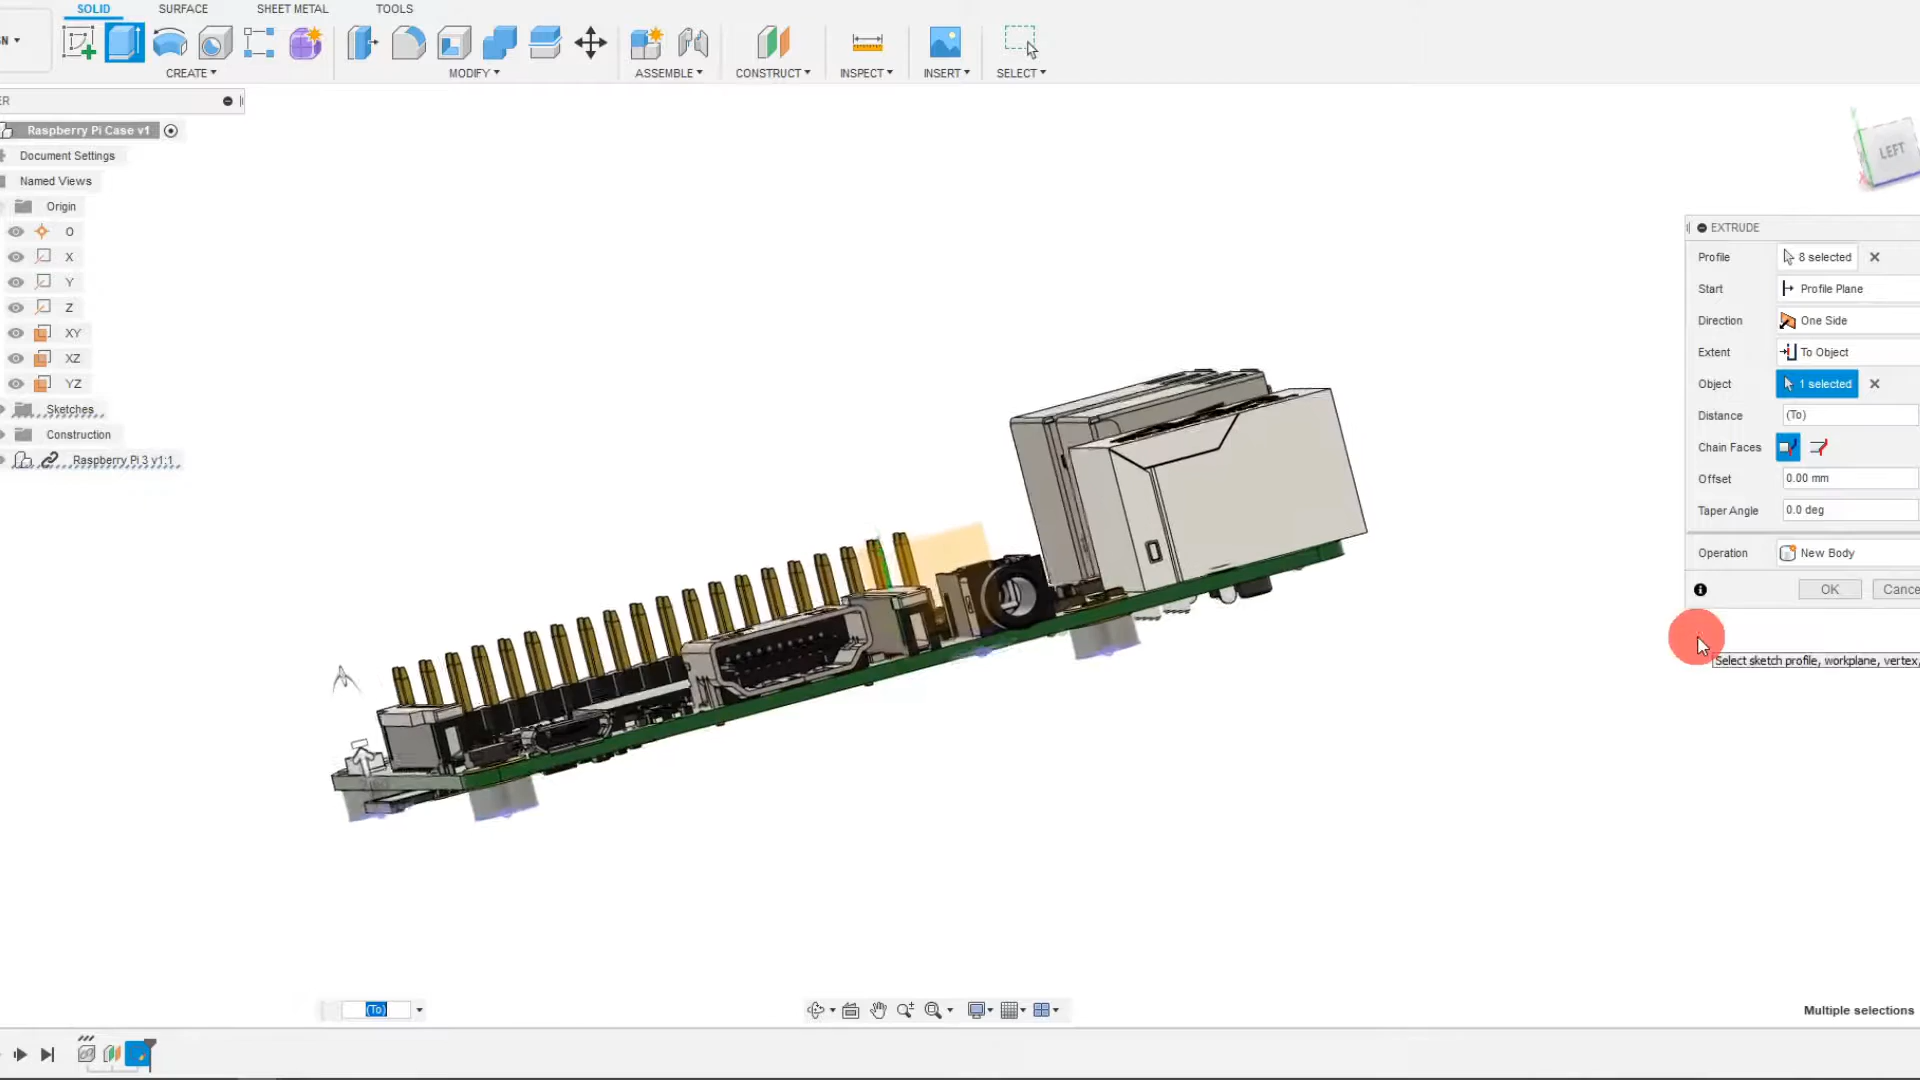 SOLID SURFACE SHEET METAL TOOLS
N
CREATE MODIFY ASSEMBLE CONSTRUCT INSPECT INSERT SELECT
ER
Raspberry Pi Case v1
Document Settings
Named Views
Origin
O
X
Y
Z
XY
XZ
YZ
Sketches
Construction
Raspberry Pi 3 v1:1
LEFT
EXTRUDE
Profile 8 selected
Start Profile Plane
Direction One Side
Extent To Object
Object 1 selected
Distance (To)
Chain Faces
Offset 0.00 mm
Taper Angle 0.0 deg
Operation New Body
OK Cance
Select sketch profile, workplane, vertex,
(To)
Multiple selections